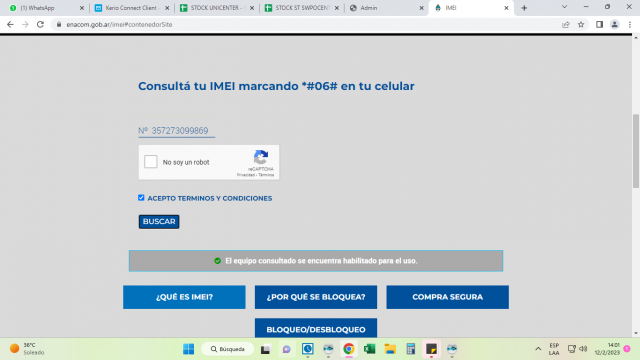 (1) WhatsApp
Kerio Connect Client -
STOCK UNICENTER -
STOCK ST SWPOCENT
Admin
IMEI
enacom.gob.ar/imei#contenedorSite
Consultá tu IMEI marcando *#06# en tu celular
Nº 357273099869
No soy un robot
reCAPTCHA
Privacidad - Términos
ACEPTO TERMINOS Y CONDICIONES
BUSCAR
El equipo consultado se encuentra habilitado para el uso.
¿QUÉ ES IMEI?
¿POR QUÉ SE BLOQUEA?
COMPRA SEGURA
BLOQUEO/DESBLOQUEO
36°C
Soleado
Búsqueda
ESP
LAA
14:01
12/2/2023